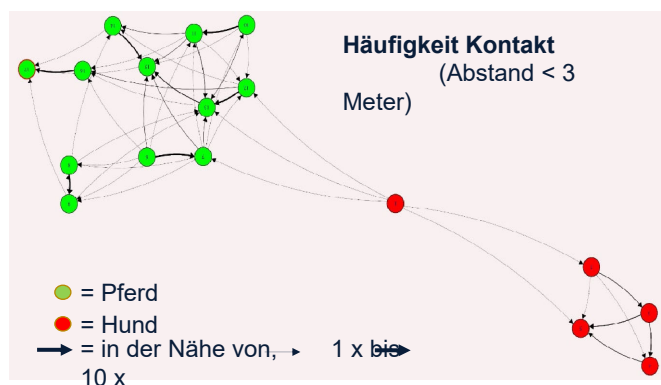 Häufigkeit Kontakt
(Abstand < 3
Meter)
= Pferd
= Hund
= in der Nähe von, 1 x bis
10 x